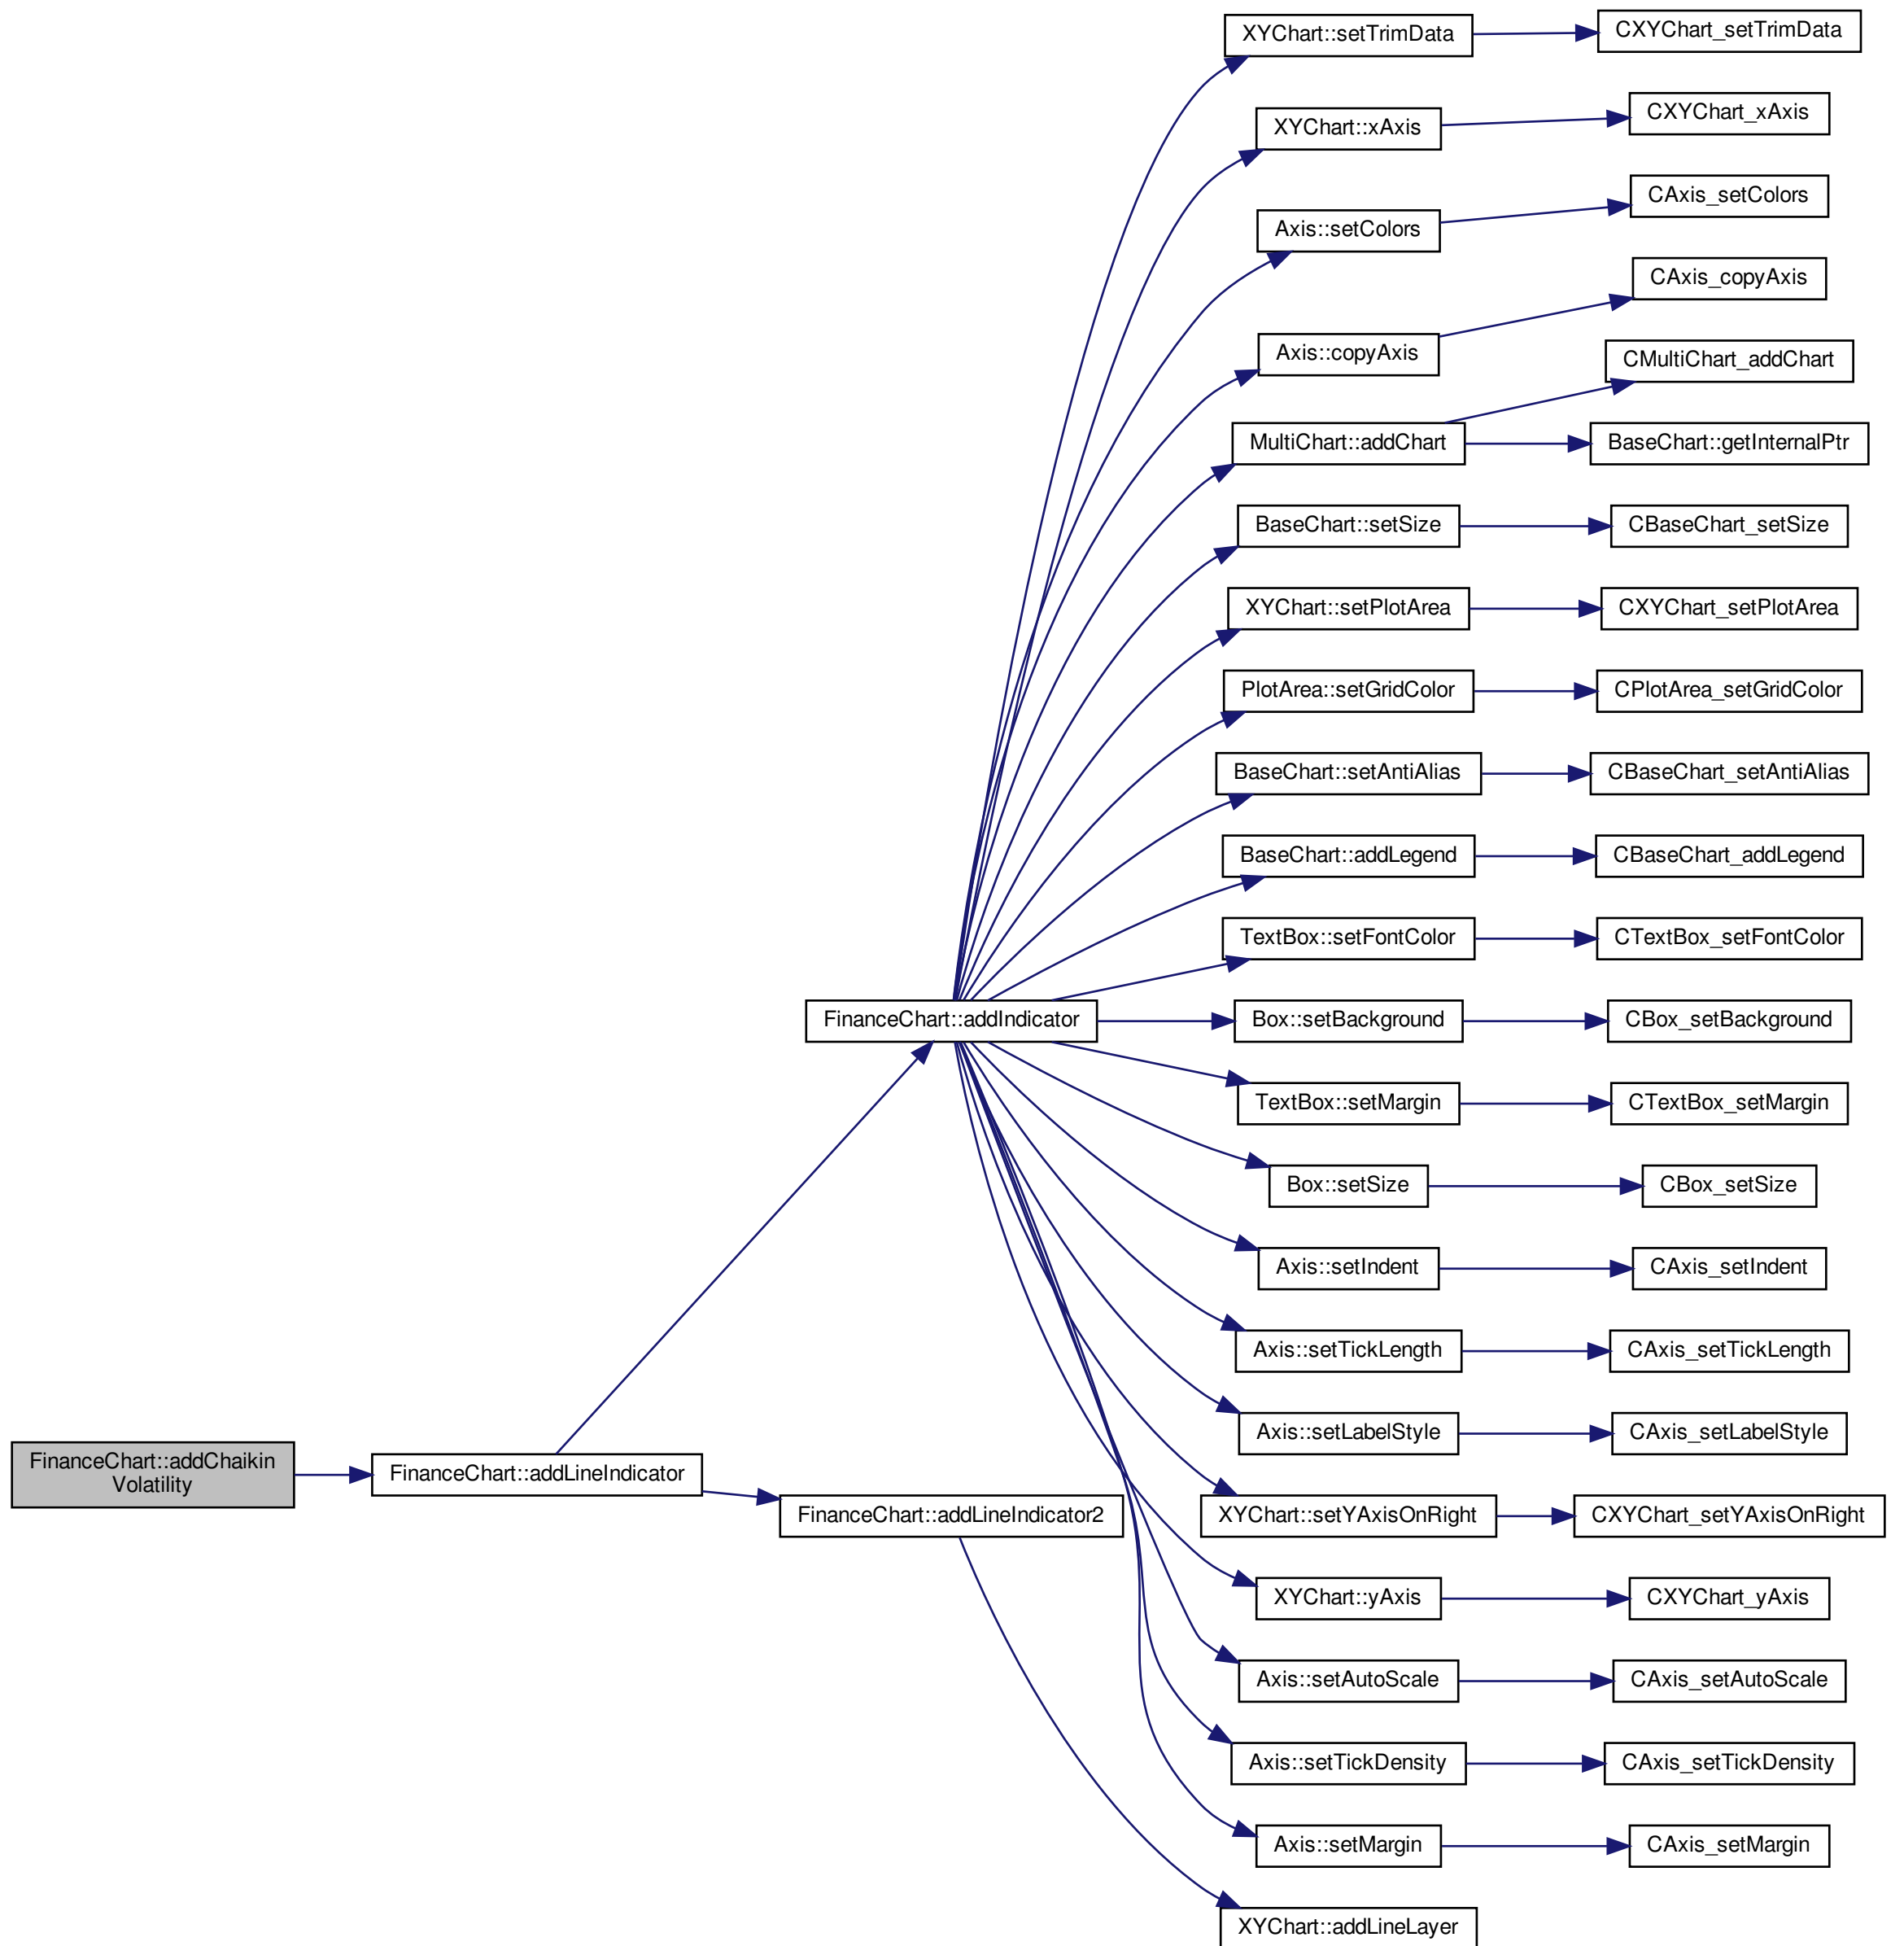 XYChart::setTrimData
CXYChart_setTrimData
XYChart::xAxis
CXYChart_xAxis
Axis::setColors
CAxis_setColors
Axis::copyAxis
CAxis_copyAxis
CMultiChart_addChart
MultiChart::addChart
BaseChart::getInternalPtr
BaseChart::setSize
CBaseChart_setSize
XYChart::setPlotArea
CXYChart_setPlotArea
PlotArea::setGridColor
CPlotArea_setGridColor
BaseChart::setAntiAlias
CBaseChart_setAntiAlias
BaseChart::addLegend
CBaseChart_addLegend
TextBox::setFontColor
CTextBox_setFontColor
FinanceChart::addIndicator
Box::setBackground
CBox_setBackground
TextBox::setMargin
CTextBox_setMargin
Box::setSize
CBox_setSize
Axis::setIndent
CAxis_setIndent
Axis::setTickLength
CAxis_setTickLength
Axis::setLabelStyle
CAxis_setLabelStyle
FinanceChart::addChaikin
Volatility
FinanceChart::addLineIndicator
FinanceChart::addLineIndicator2
XYChart::setYAxisOnRight
CXYChart_setYAxisOnRight
XYChart::yAxis
CXYChart_yAxis
Axis::setAutoScale
CAxis_setAutoScale
Axis::setTickDensity
CAxis_setTickDensity
Axis::setMargin
CAxis_setMargin
XYChart::addLineLayer